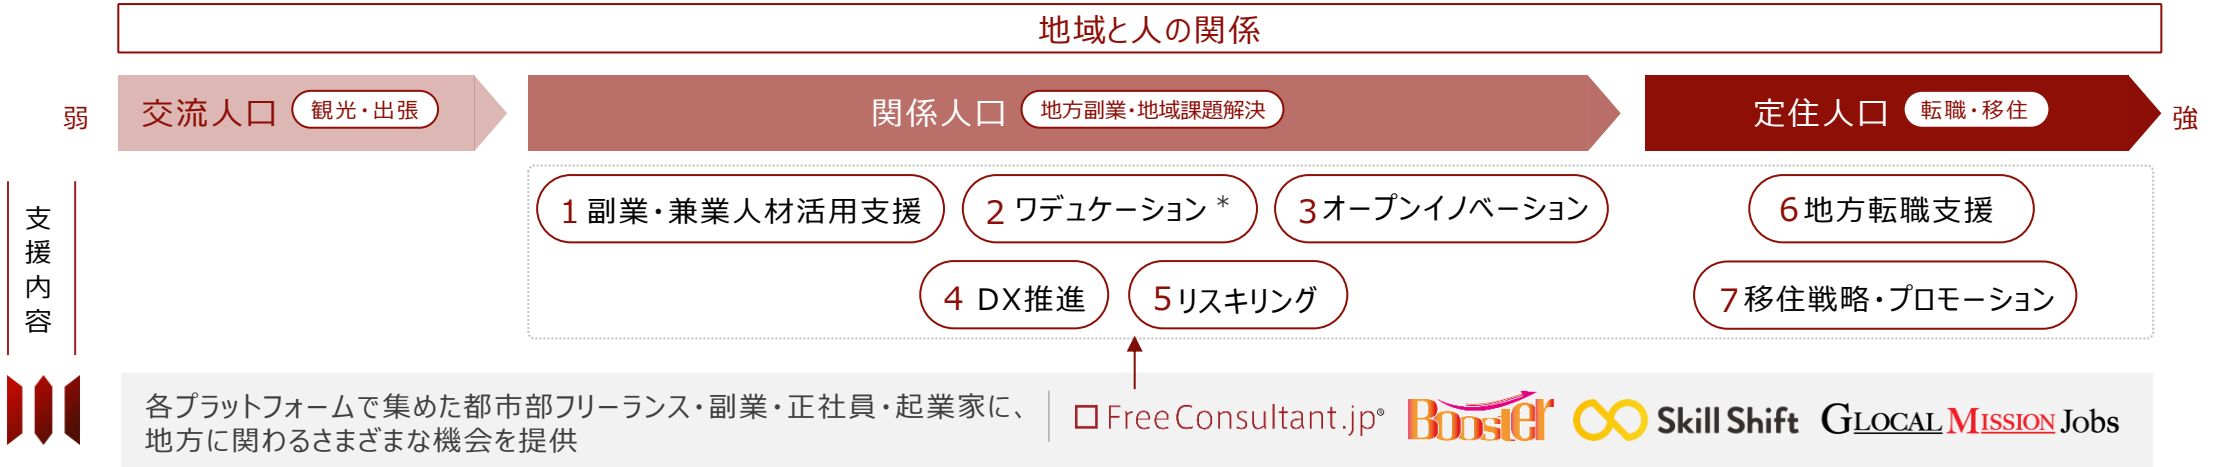 地域と人の関係
弱
交流人口 観光・出張
関係人口 地方副業・地域課題解決
定住人口 転職・移住
強
支援内容
1 副業・兼業人材活用支援
2 ワデュケーション *
3 オープンイノベーション
6 地方転職支援
4 DX推進
5 リスキリング
7 移住戦略・プロモーション
各プラットフォームで集めた都市部フリーランス・副業・正社員・起業家に、
地方に関わるさまざまな機会を提供
FreeConsultant.jp®
Booster
Skill Shift
GLOCAL MISSION Jobs